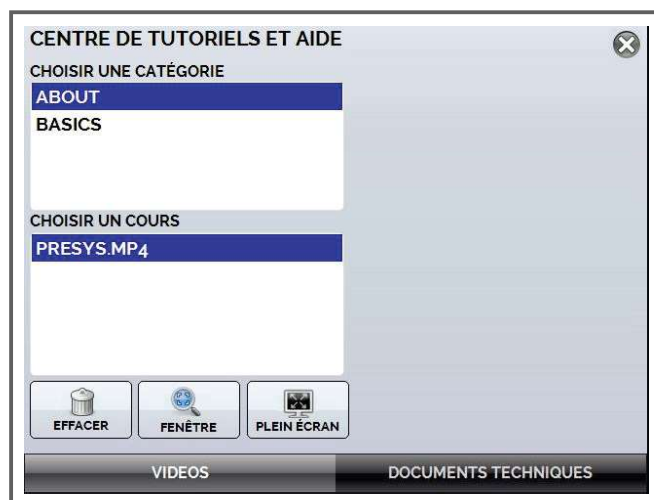 CENTRE DE TUTORIELS ET AIDE
CHOISIR UNE CATÉGORIE
ABOUT
BASICS
CHOISIR UN COURS
PRESYS.MP4
EFFACER
FENÊTRE
PLEIN ÉCRAN
VIDEOS
DOCUMENTS TECHNIQUES